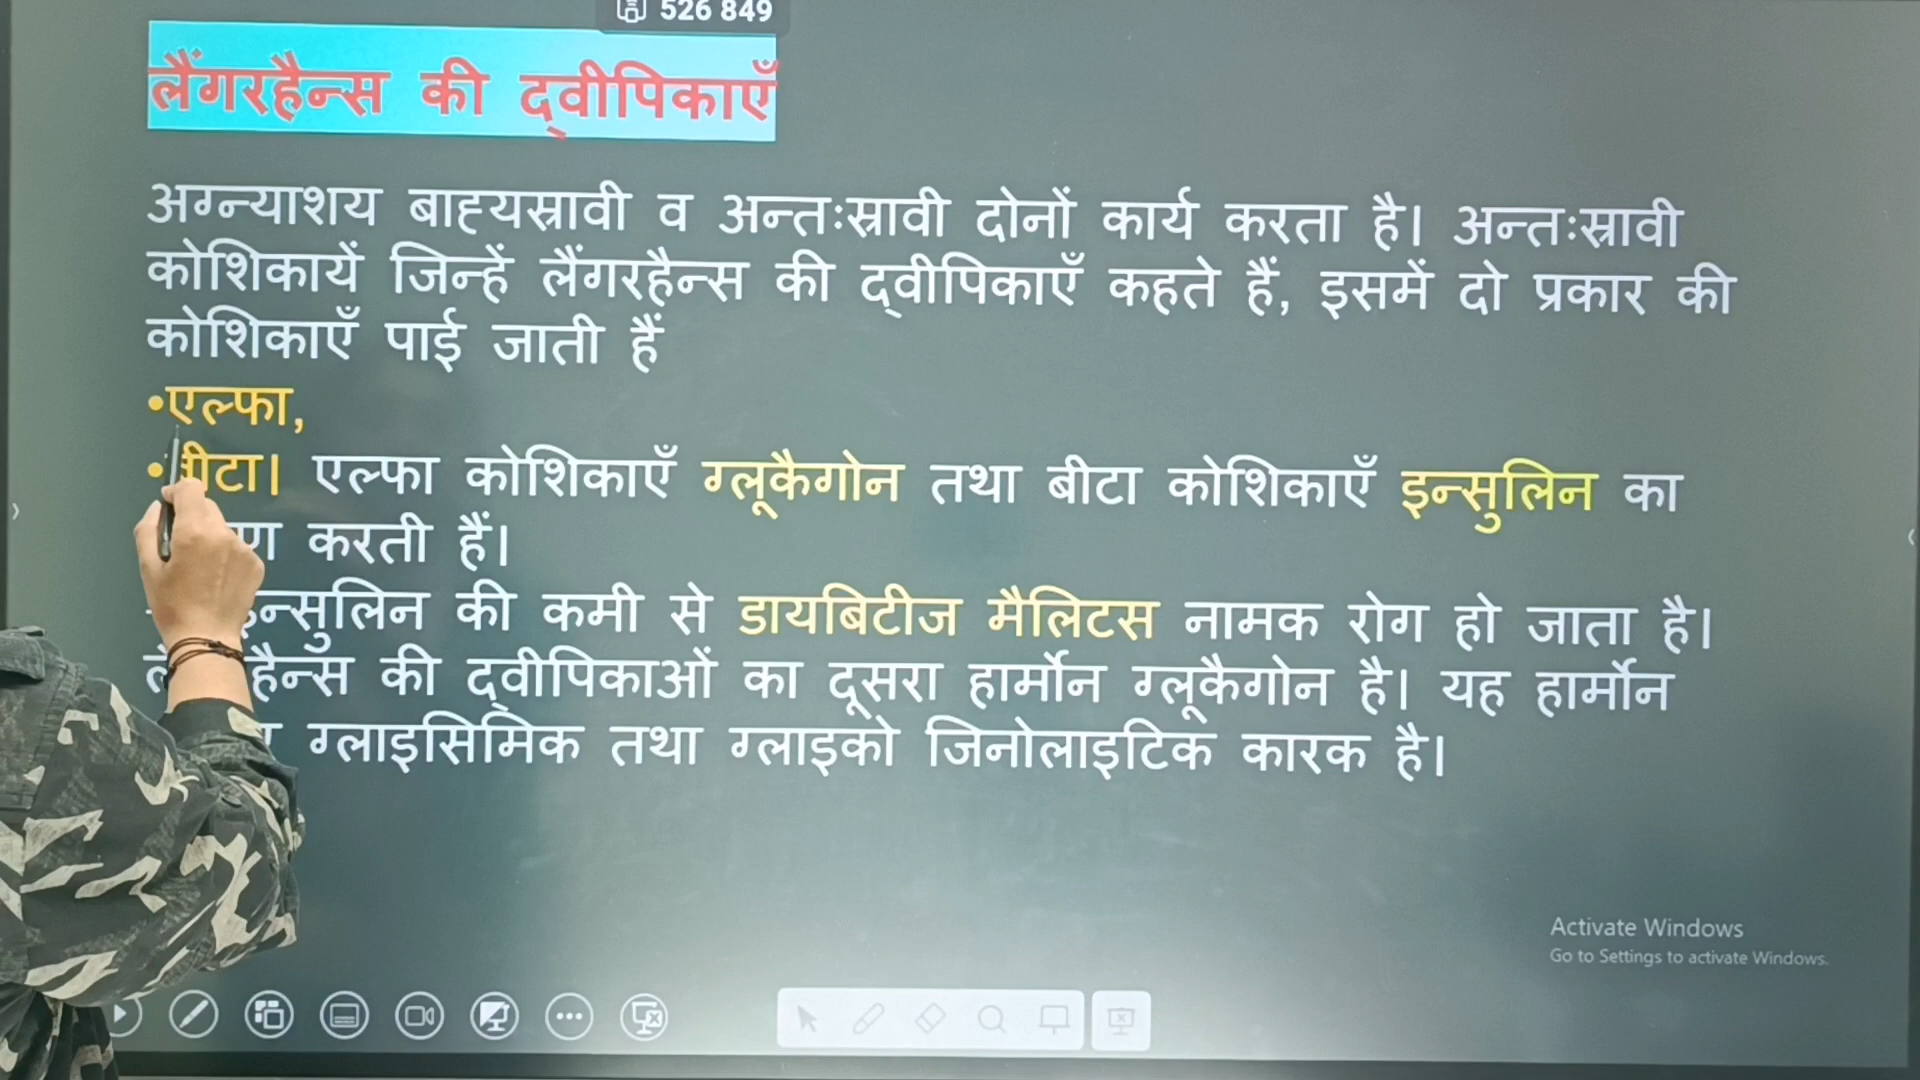 526 849
लैंगरहैन्स की द्वीपिकाएँ
अग्न्याशय बाह्यस्रावी व अन्तःस्रावी दोनों कार्य करता है। अन्तःस्रावी
कोशिकायें जिन्हें लैंगरहैन्स की द्वीपिकाएँ कहते हैं, इसमें दो प्रकार की
कोशिकाएँ पाई जाती हैं
•एल्फा,
•बीटा। एल्फा कोशिकाएँ ग्लूकैगोन तथा बीटा कोशिकाएँ इन्सुलिन का
करती हैं।
इन्सुलिन की कमी से डायबिटीज मैलिटस नामक रोग हो जाता है।
की द्वीपिकाओं का दूसरा हार्मोन ग्लूकैगोन है। यह हार्मोन
ग्लाइसिमिक तथा ग्लाइको जिनोलाइटिक कारक है।
Activate Windows
Go to Settings to activate Windows.